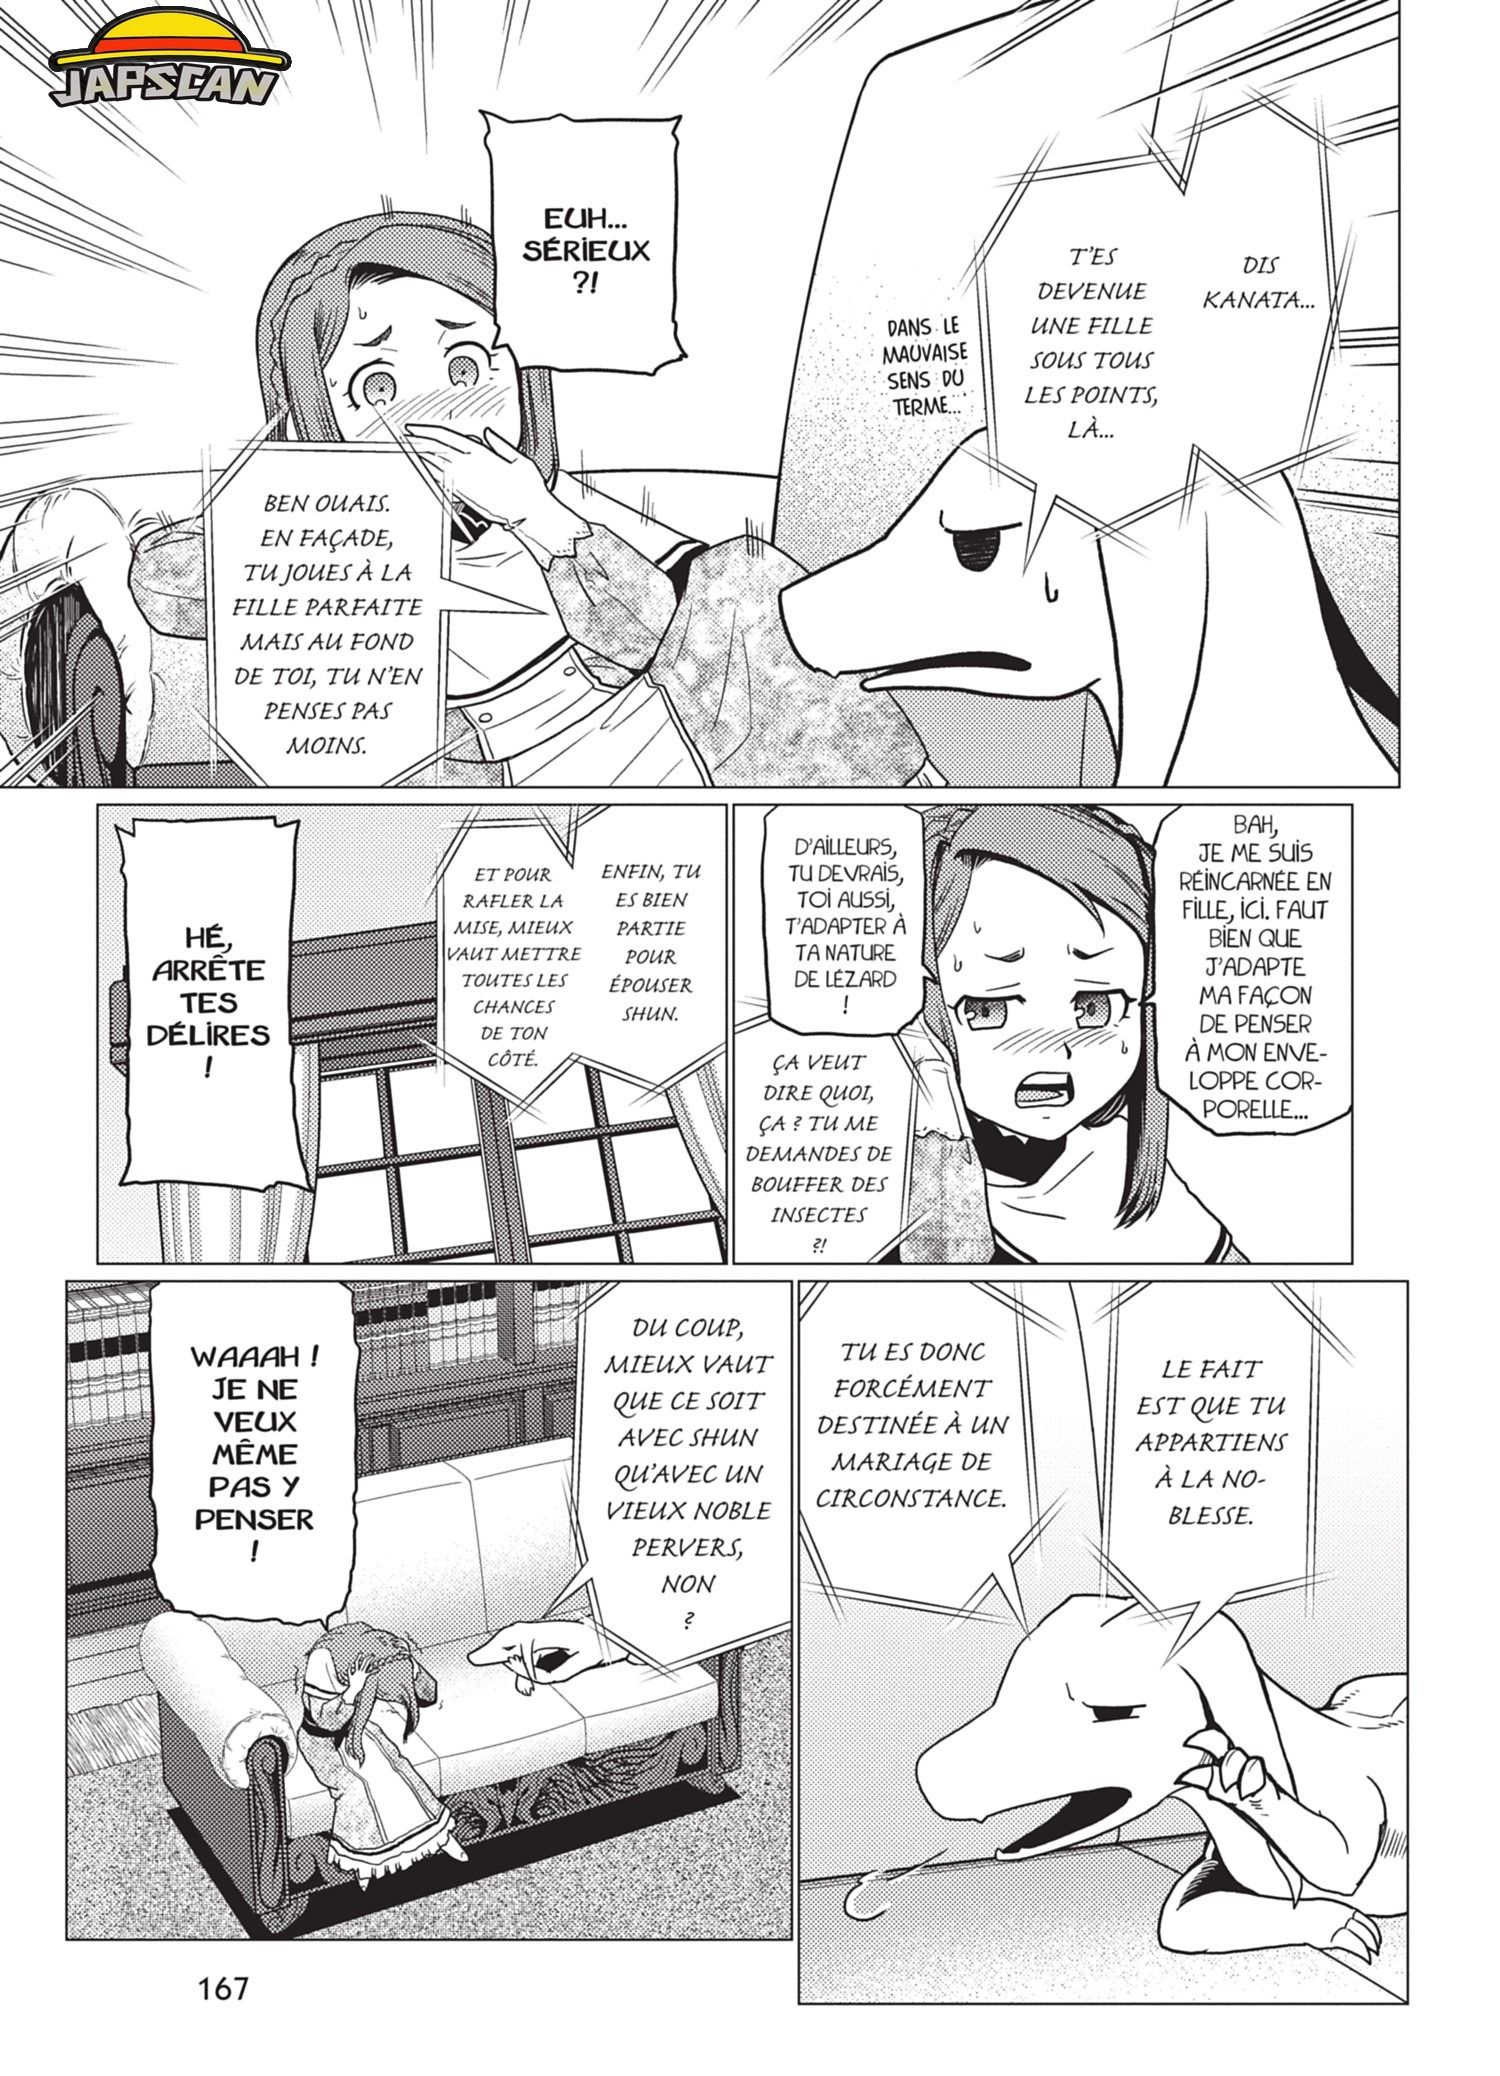 JAPSCAN
DIS
KANATA...
T'ES
DEVENUE
UNE FILLE
SOUS TOUS
LES POINTS,
LÀ...
DANS LE
MAUVAISE
SENS DU
TERME...
EUH...
SÉRIEUX
?!
BEN OUAIS.
EN FAÇADE,
TU JOUES À LA
FILLE PARFAITE
MAIS AU FOND
DE TOI, TU N'EN
PENSES PAS
MOINS.
BAH,
JE ME SUIS
RÉINCARNÉE EN
FILLE, ICI. FAUT
BIEN QUE
J'ADAPTE
MA FAÇON
DE PENSER
À MON ENVE-
LOPPE COR-
PORELLE...
D'AILLEURS,
TU DEVRAIS,
TOI AUSSI,
T'ADAPTER À
TA NATURE
DE LÉZARD
!
ÇA VEUT
DIRE QUOI,
ÇA ? TU ME
DEMANDES DE
BOUFFER DES
INSECTES
?!
ENFIN, TU
ES BIEN
PARTIE
POUR
ÉPOUSER
SHUN.
ET POUR
RAFLER LA
MISE, MIEUX
VAUT METTRE
TOUTES LES
CHANCES
DE TON
CÔTÉ.
HÉ,
ARRÊTE
TES
DÉLIRES
!
LE FAIT
EST QUE TU
APPARTIENS
À LA NO-
BLESSE.
TU ES DONC
FORCÉMENT
DESTINÉE À UN
MARIAGE DE
CIRCONSTANCE.
DU COUP,
MIEUX VAUT
QUE CE SOIT
AVEC SHUN
QU'AVEC UN
VIEUX NOBLE
PERVERS,
NON
?
WAAAH !
JE NE
VEUX
MÊME
PAS Y
PENSER
!
167